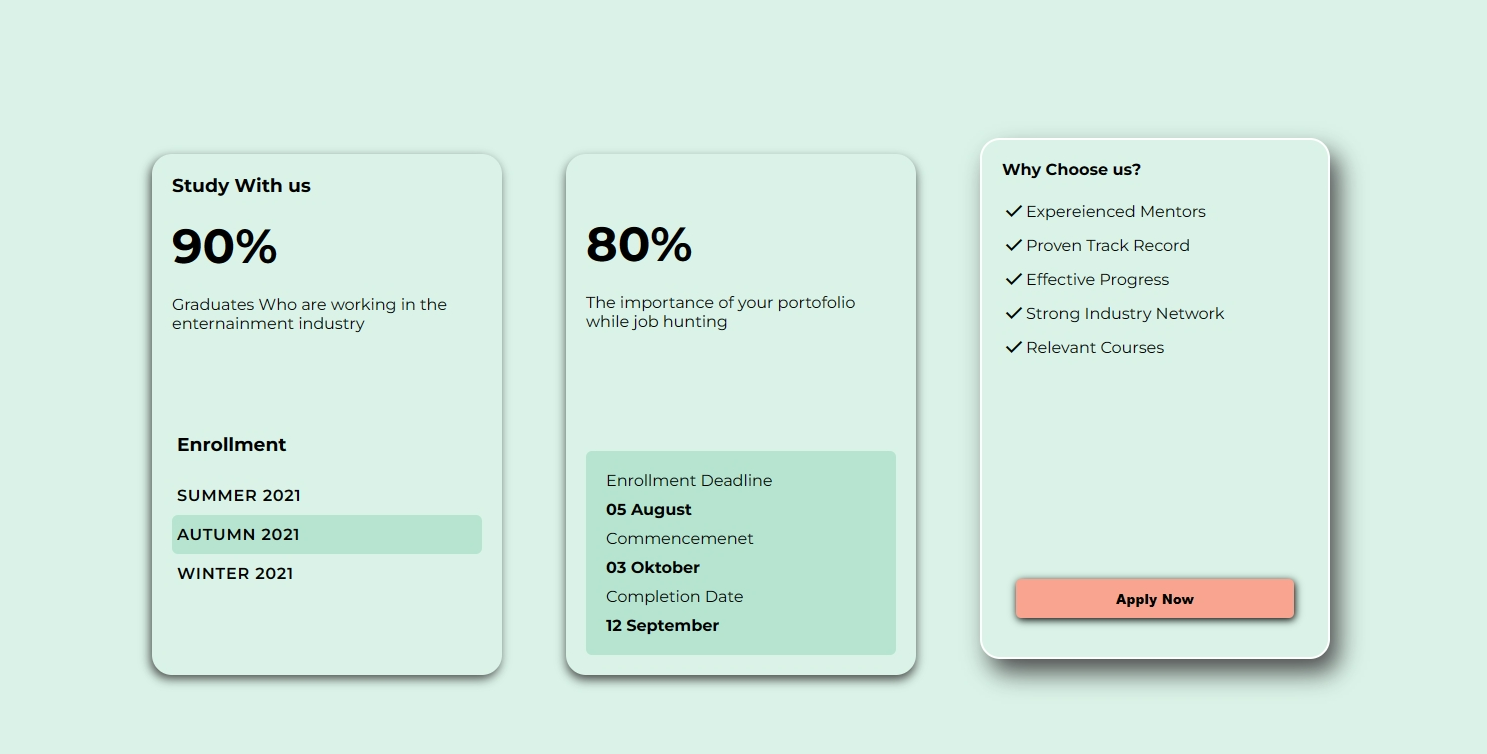 Study With us
90%
Graduates Who are working in the
enternainment industry
Enrollment
SUMMER 2021
AUTUMN 2021
WINTER 2021
80%
The importance of your portofolio
while job hunting
Enrollment Deadline
05 August
Commencemenet
03 Oktober
Completion Date
12 September
Why Choose us?
Expereienced Mentors
Proven Track Record
Effective Progress
Strong Industry Network
Relevant Courses
Apply Now